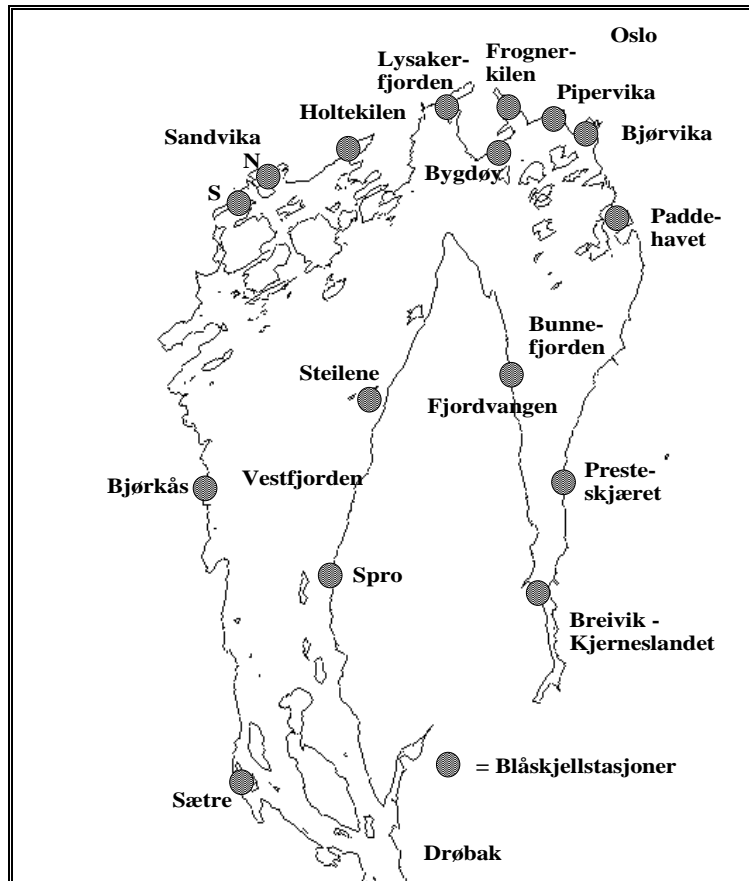 Oslo
Lysaker-
fjorden
Frogner-
kilen
Pipervika
Holtekilen
Bjørvika
Sandvika
N
Bygdøy
S
Padde-
havet
Bunne-
fjorden
Steilene
Fjordvangen
Bjørkås
Vestfjorden
Preste-
skjæret
Spro
Breivik -
Kjerneslandet
= Blåskjellstasjoner
Sætre
Drøbak